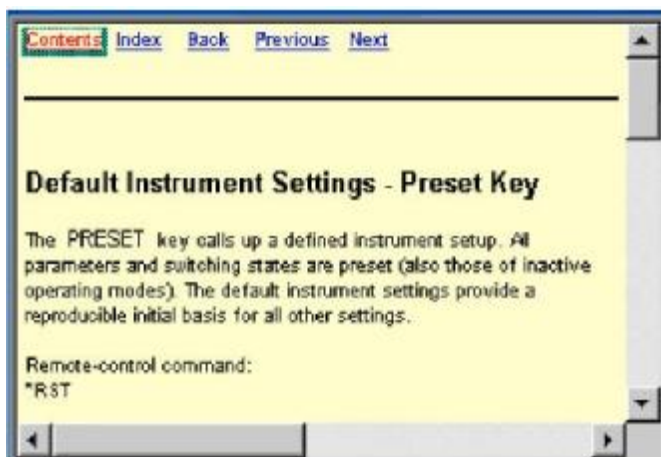 Contents Index Back Previous Next
Default Instrument Settings - Preset Key
The PRESET key calls up a defined instrument setup. All
parameters and switching states are preset (also those of inactive
operating modes). The default instrument settings provide a
reproducible initial basis for all other settings.
Remote-control command:
*RST